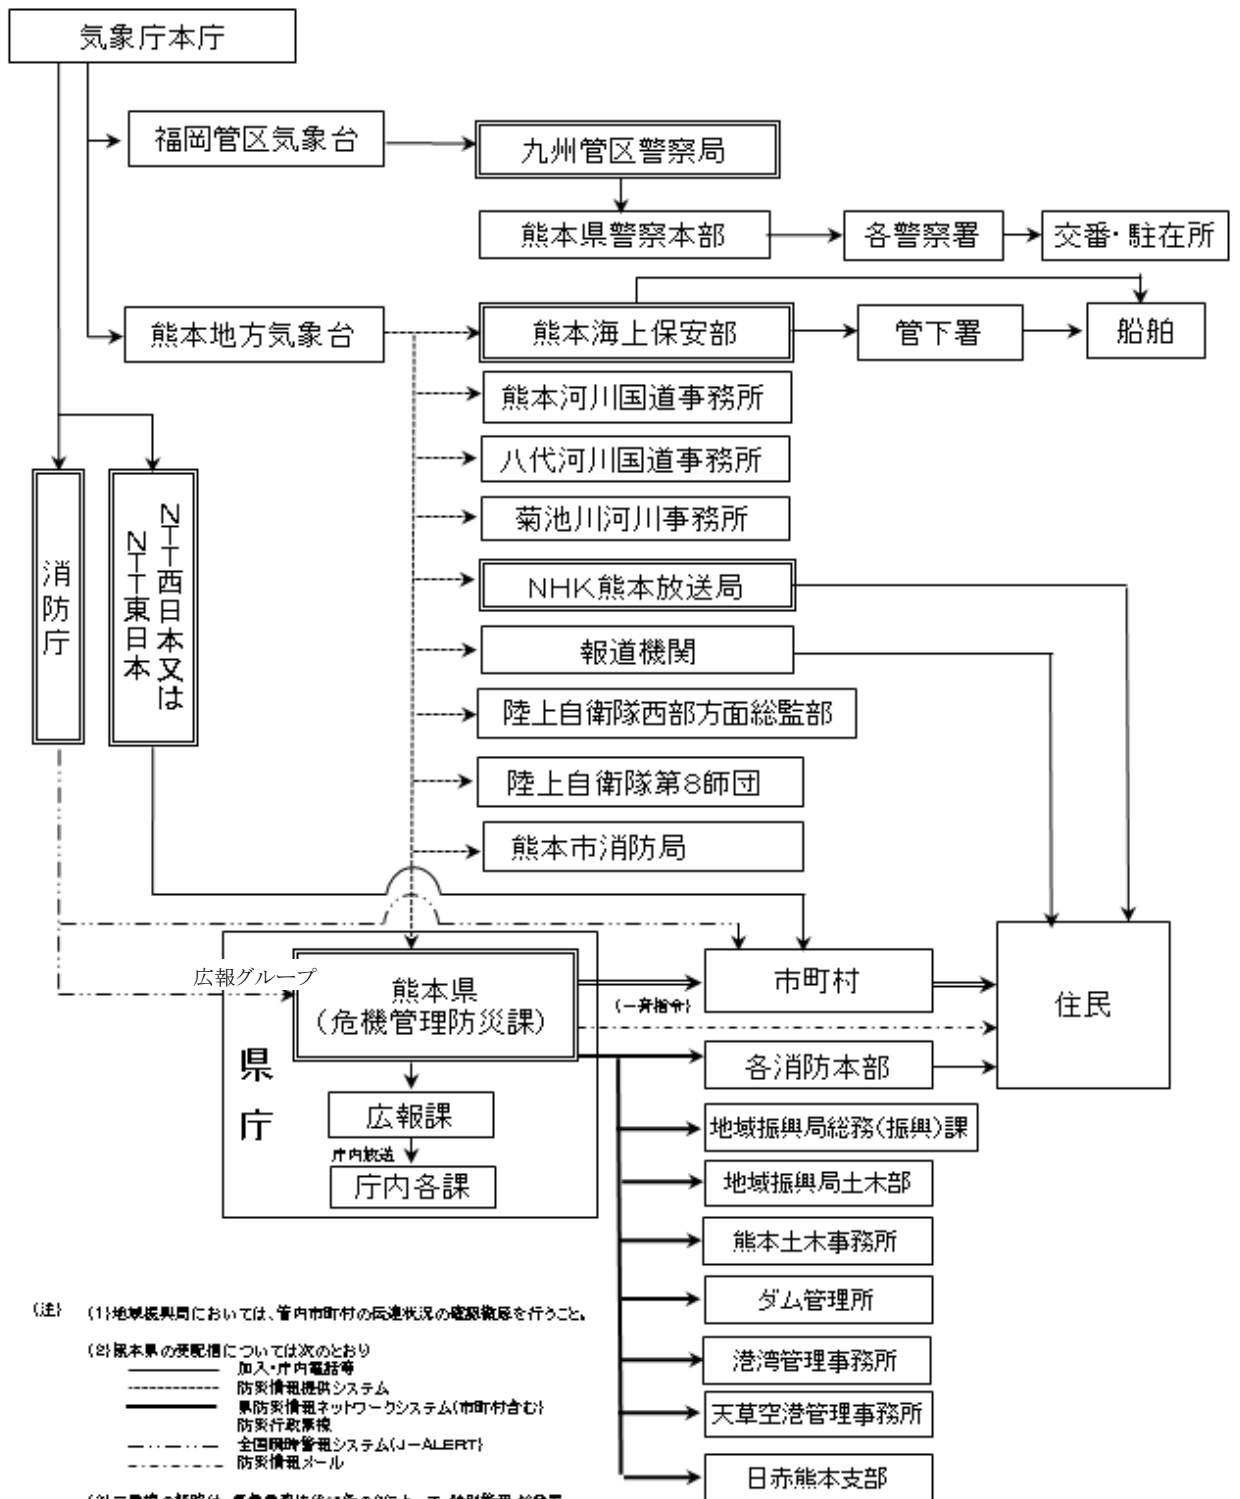 気象庁本庁
福岡管区気象台
九州管区警察局
熊本県警察本部
各警察署
交番・駐在所
熊本地方気象台
熊本海上保安部
管下署
船舶
熊本河川国道事務所
八代河川国道事務所
菊池川河川事務所
消防庁
NTT西日本又は
NTT東日本
NHK熊本放送局
報道機関
陸上自衛隊西部方面総監部
陸上自衛隊第8師団
熊本市消防局
広報グループ
熊本県
(危機管理防災課)
(一斉指令)
市町村
住民
県庁
各消防本部
広報課
庁内放送
庁内各課
地域振興局総務(振興)課
地域振興局土木部
熊本土木事務所
ダム管理所
港湾管理事務所
天草空港管理事務所
日赤熊本支部
(注) (1)地域振興局においては、管内市町村の伝達状況の確認徹底を行うこと。
(2)熊本県の受配信については次のとおり
加入・庁内電話等
防災情報提供システム
県防災情報ネットワークシステム(市町村含む)
防災行政無線
全国瞬時警報システム(J-ALERT)
防災情報メール